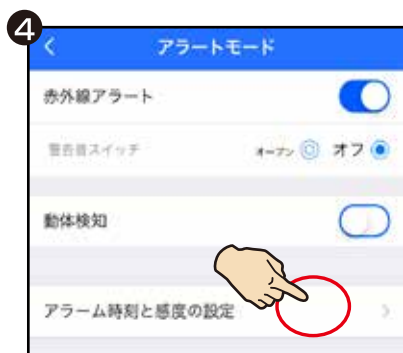 4
アラートモード
赤外線アラート
警告音スイッチ オープン オフ
動体検知
アラーム時刻と感度の設定